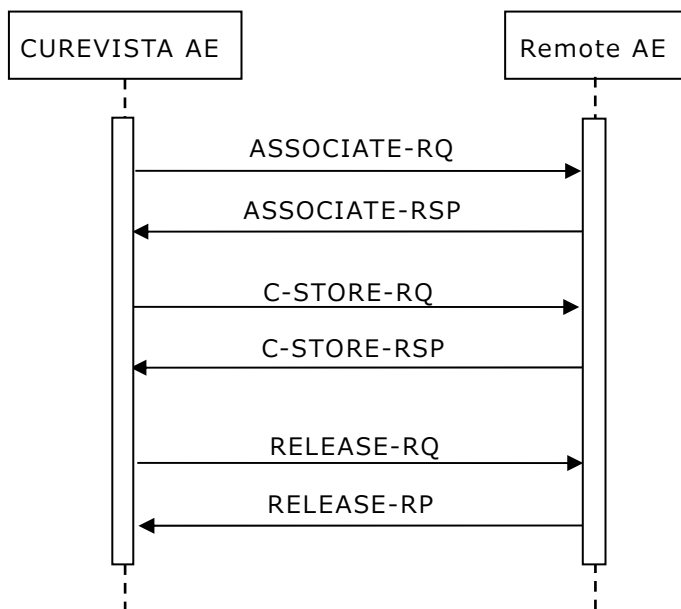 CUREVISTA AE
Remote AE
ASSOCIATE-RQ
ASSOCIATE-RSP
C-STORE-RQ
C-STORE-RSP
RELEASE-RQ
RELEASE-RP